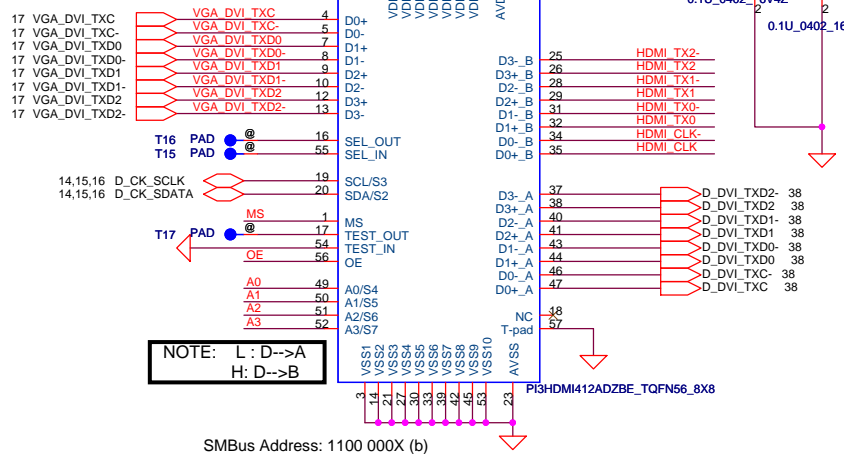 17 VGA_DVI_TXC VGA_DVI_TXC 4 D0+
17 VGA_DVI_TXC- VGA_DVI_TXC- 5 D0-
17 VGA_DVI_TXD0 VGA_DVI_TXD0 7 D1+
17 VGA_DVI_TXD0- VGA_DVI_TXD0- 8 D1-
17 VGA_DVI_TXD1 VGA_DVI_TXD1 9 D2+
17 VGA_DVI_TXD1- VGA_DVI_TXD1- 10 D2-
17 VGA_DVI_TXD2 VGA_DVI_TXD2 12 D3+
17 VGA_DVI_TXD2- VGA_DVI_TXD2- 13 D3-
T16 PAD @ 16 SEL_OUT
T15 PAD @ 55 SEL_IN
14,15,16 D_CK_SCLK 19 SCL/S3
14,15,16 D_CK_SDATA 20 SDA/S2
MS 1 MS
T17 PAD @ 17 TEST_OUT
54 TEST_IN
OE 56 OE
A0 49 A0/S4
A1 50 A1/S5
A2 51 A2/S6
A3 52 A3/S7
D3-_B 25 HDMI_TX2-
D3+_B 26 HDMI_TX2
D2-_B 28 HDMI_TX1-
D2+_B 29 HDMI_TX1
D1-_B 31 HDMI_TX0-
D1+_B 32 HDMI_TX0
D0-_B 34 HDMI_CLK-
D0+_B 35 HDMI_CLK
D3-_A 37 D_DVI_TXD2- 38
D3+_A 38 D_DVI_TXD2 38
D2-_A 40 D_DVI_TXD1- 38
D2+_A 41 D_DVI_TXD1 38
D1-_A 43 D_DVI_TXD0- 38
D1+_A 44 D_DVI_TXD0 38
D0-_A 46 D_DVI_TXC- 38
D0+_A 47 D_DVI_TXC 38
NC 18
T-pad 57
2
2
0.1U_0402_16
NOTE: L : D-->A
H: D-->B
VSS1 3
VSS2 14
VSS3 21
VSS4 27
VSS5 30
VSS6 33
VSS7 39
VSS8 42
VSS9 45
VSS10 53
AVSS 23
PI3HDMI412ADZBE_TQFN56_8X8
SMBus Address: 1100 000X (b)